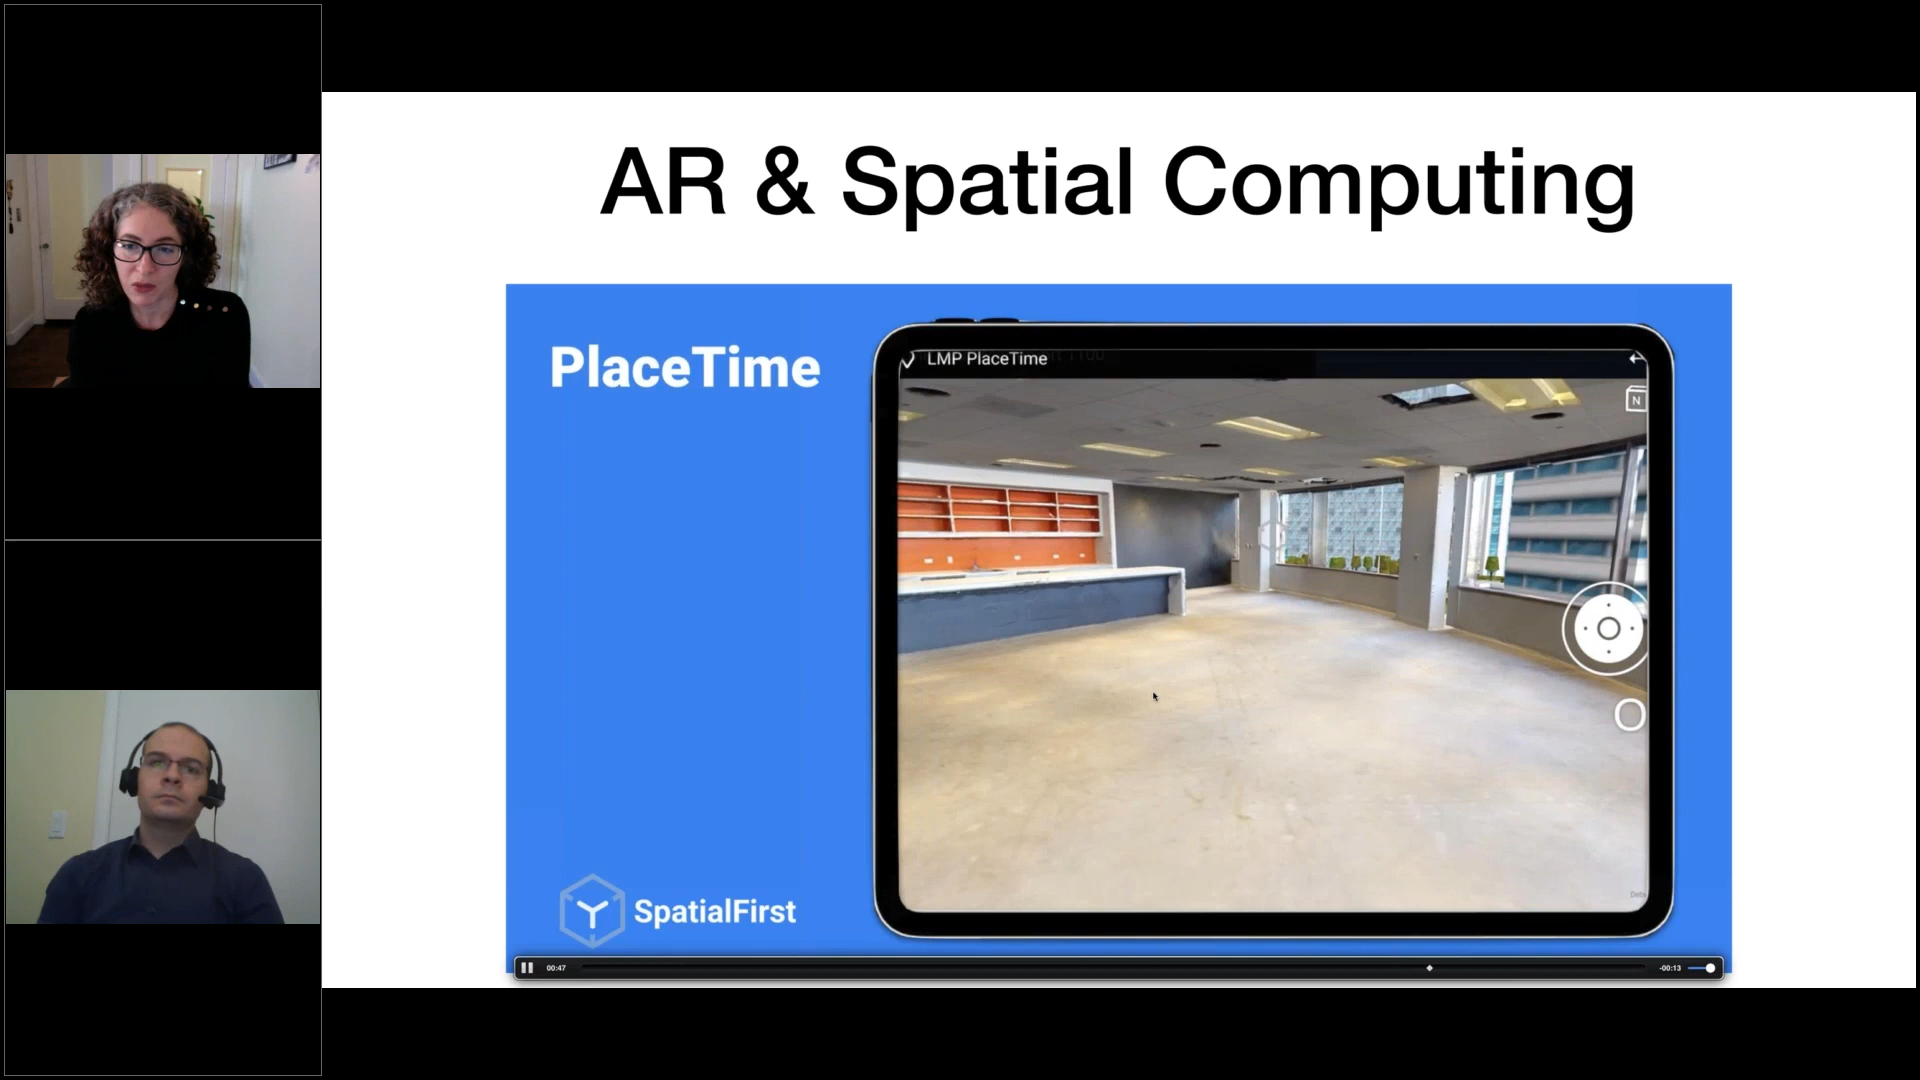 AR & Spatial Computing
PlaceTime
LMP PlaceTime
N
SpatialFirst
00:47
-00:13